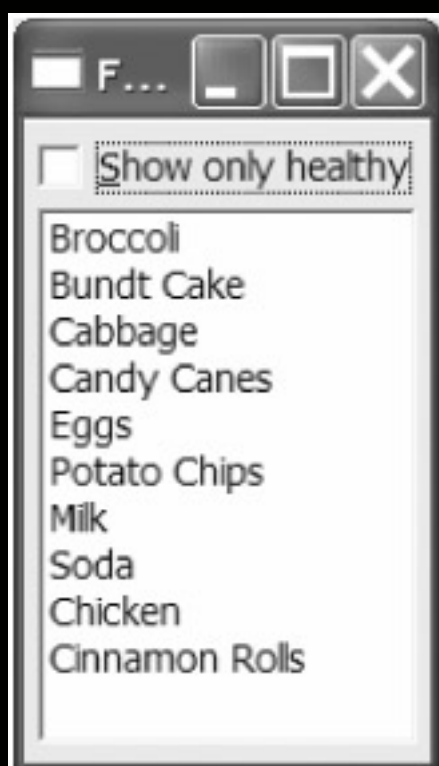 F...
Show only healthy
Broccoli
Bundt Cake
Cabbage
Candy Canes
Eggs
Potato Chips
Milk
Soda
Chicken
Cinnamon Rolls